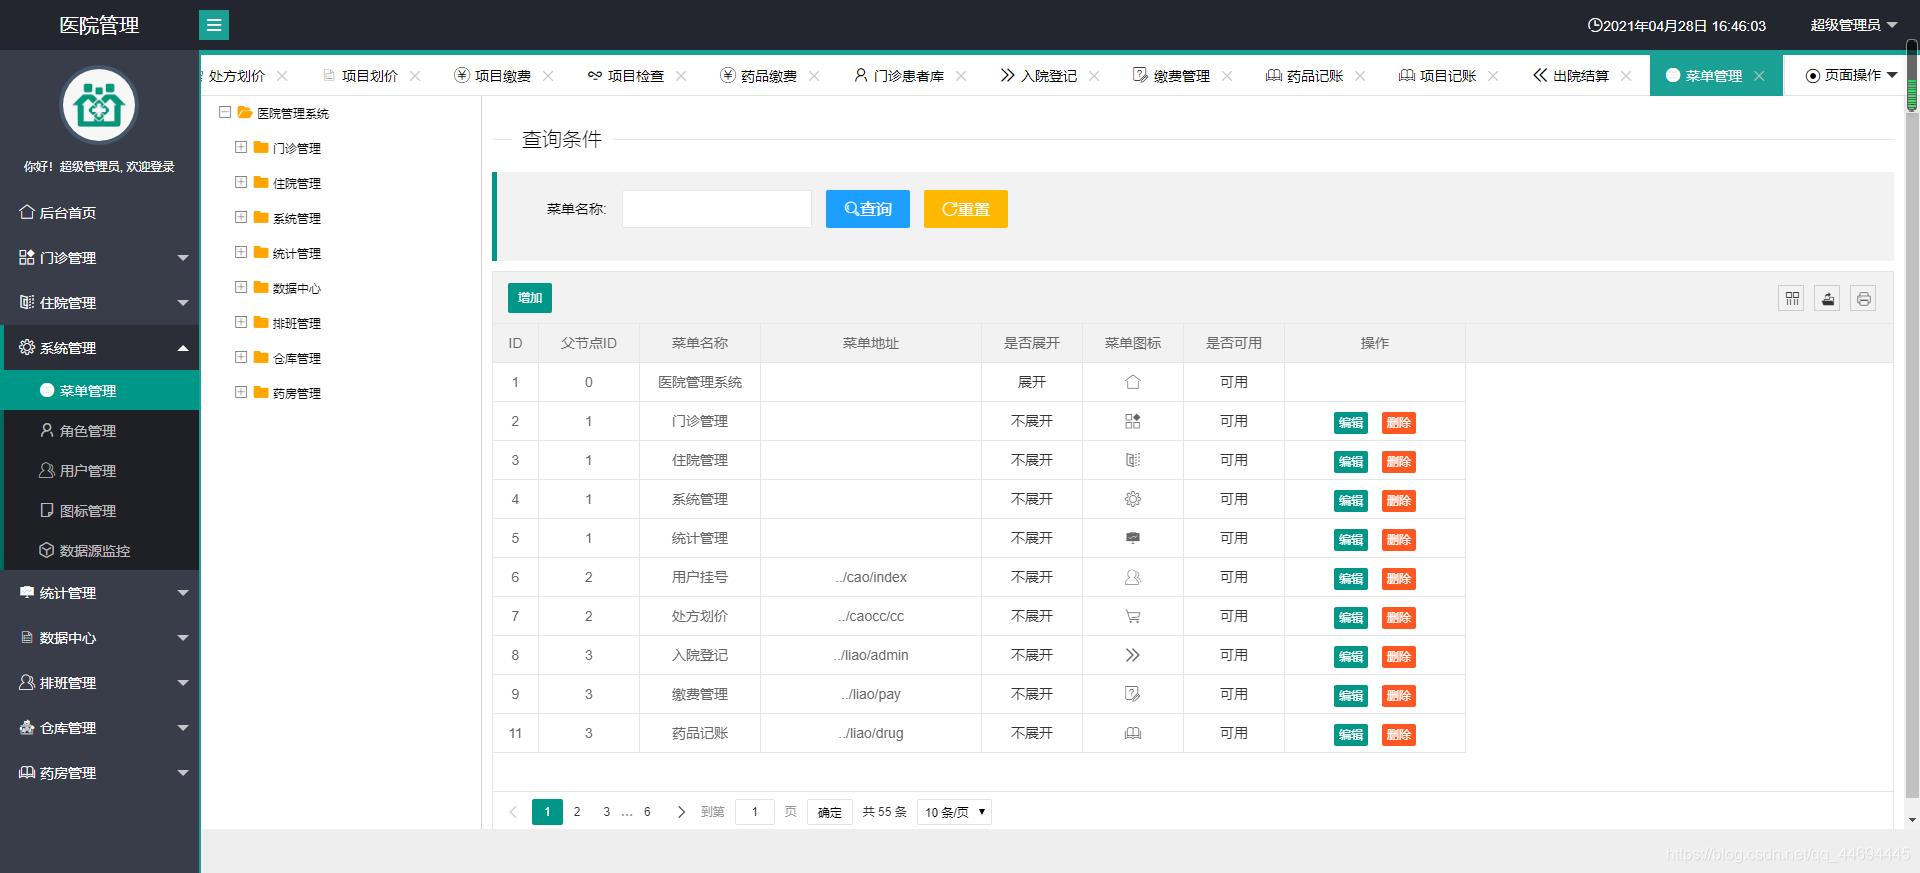 医院管理
2021年04月28日 16:46:03
超级管理员
处方划价
项目划价
项目缴费
项目检查
药品缴费
门诊患者库
入院登记
缴费管理
药品记账
项目记账
出院结算
菜单管理
页面操作
你好！超级管理员, 欢迎登录
后台首页
门诊管理
住院管理
系统管理
菜单管理
角色管理
用户管理
图标管理
数据源监控
统计管理
数据中心
排班管理
仓库管理
药房管理
医院管理系统
门诊管理
住院管理
系统管理
统计管理
数据中心
排班管理
仓库管理
药房管理
查询条件
菜单名称:
查询
重置
增加
ID 父节点ID 菜单名称 菜单地址 是否展开 菜单图标 是否可用 操作
1 0 医院管理系统 展开 可用
2 1 门诊管理 不展开 可用 编辑 删除
3 1 住院管理 不展开 可用 编辑 删除
4 1 系统管理 不展开 可用 编辑 删除
5 1 统计管理 不展开 可用 编辑 删除
6 2 用户挂号 ../cao/index 不展开 可用 编辑 删除
7 2 处方划价 ../caocc/cc 不展开 可用 编辑 删除
8 3 入院登记 ../liao/admin 不展开 可用 编辑 删除
9 3 缴费管理 ../liao/pay 不展开 可用 编辑 删除
11 3 药品记账 ../liao/drug 不展开 可用 编辑 删除
1 2 3 … 6 到第 1 页 确定 共 55 条 10 条/页
https://blog.csdn.net/qq_44694445